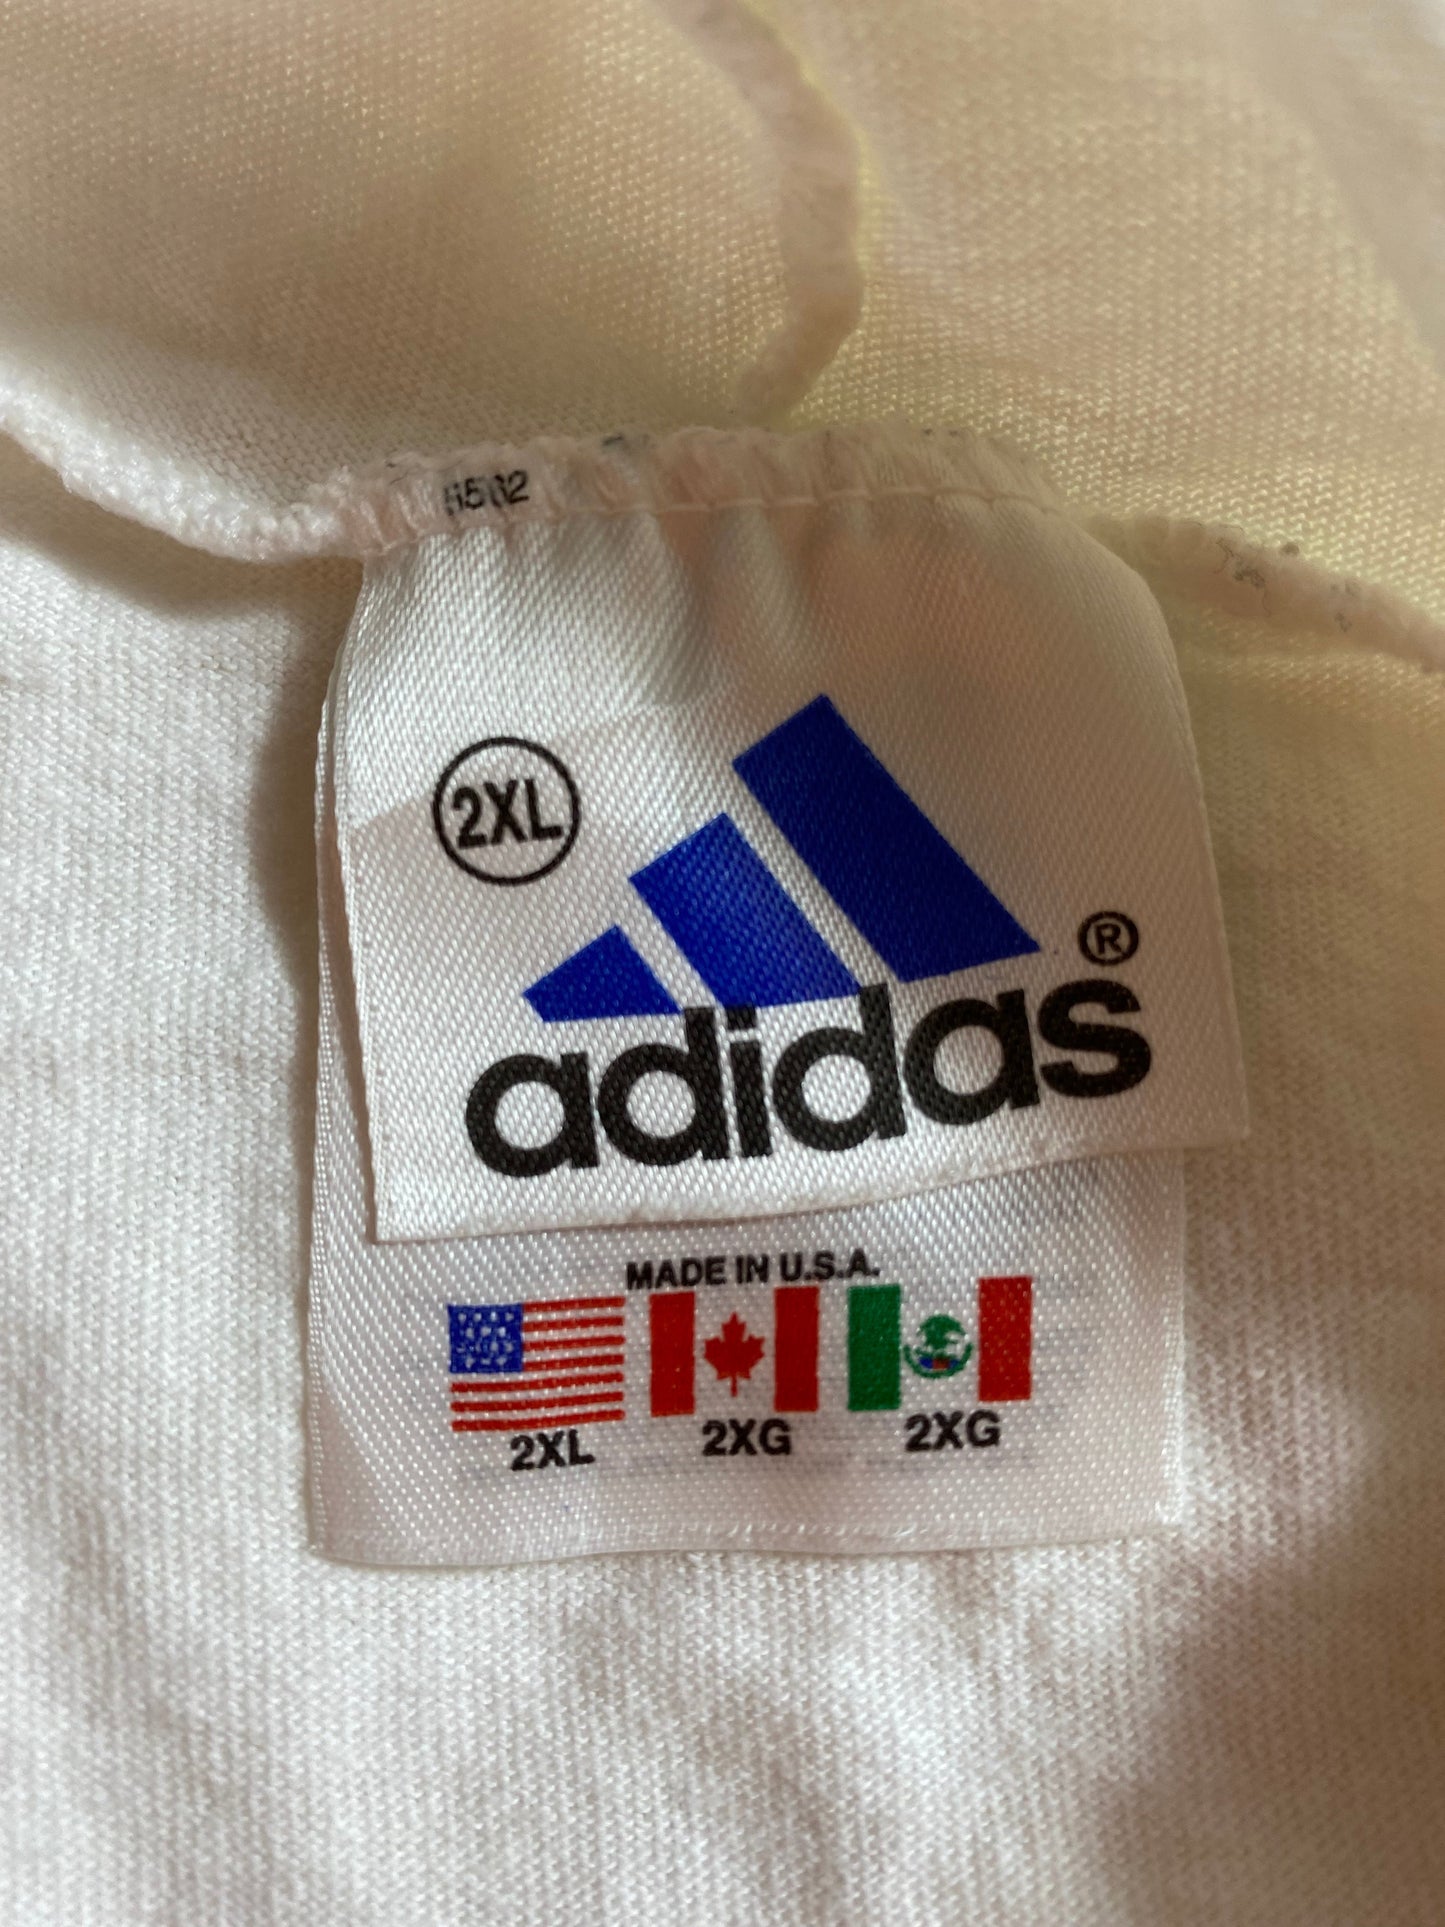 2XL
®
adidas
MADE IN U.S.A.
2XL 2XG 2XG